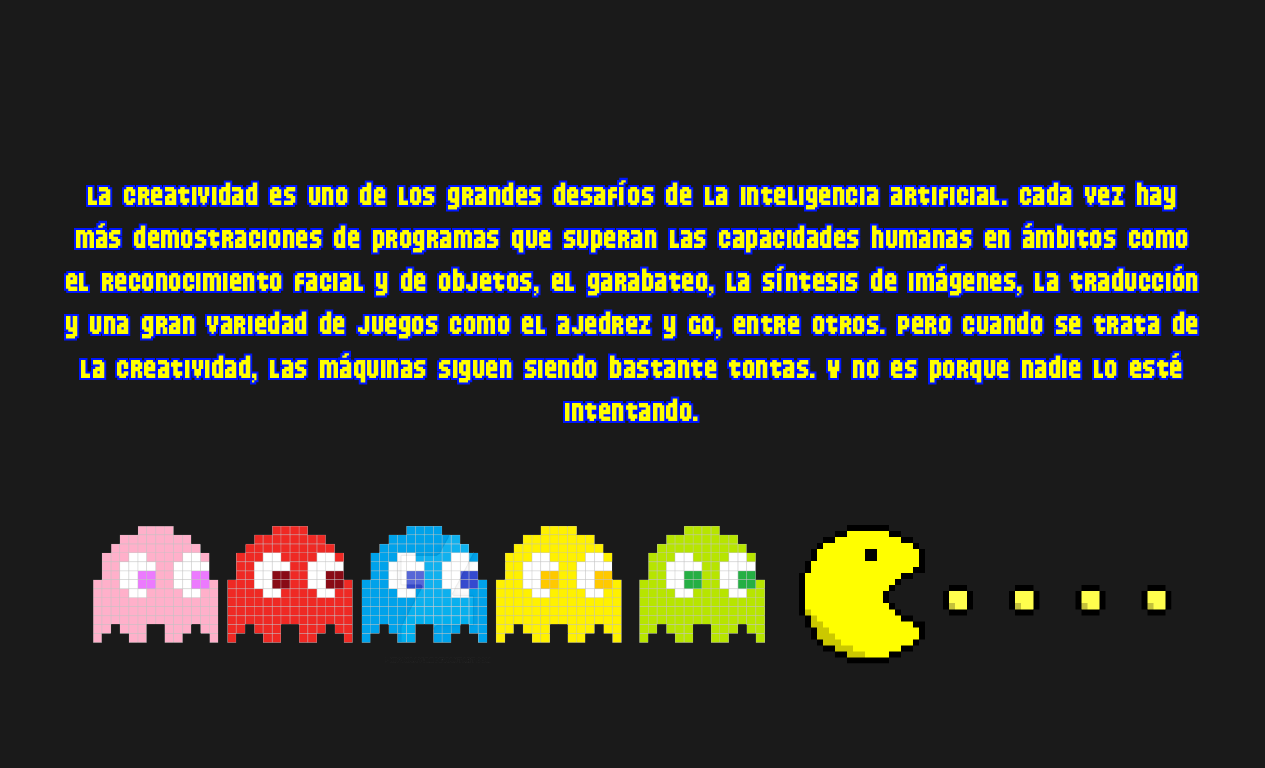 La creatividad es uno de los grandes desafíos de la inteligencia artificial. Cada vez hay
más demostraciones de programas que superan las capacidades humanas en ámbitos como
el reconocimiento facial y de objetos, el garabateo, la síntesis de imágenes, la traducción
y una gran variedad de juegos como el ajedrez y Go, entre otros. Pero cuando se trata de
la creatividad, las máquinas siguen siendo bastante tontas. Y no es porque nadie lo esté
intentando.